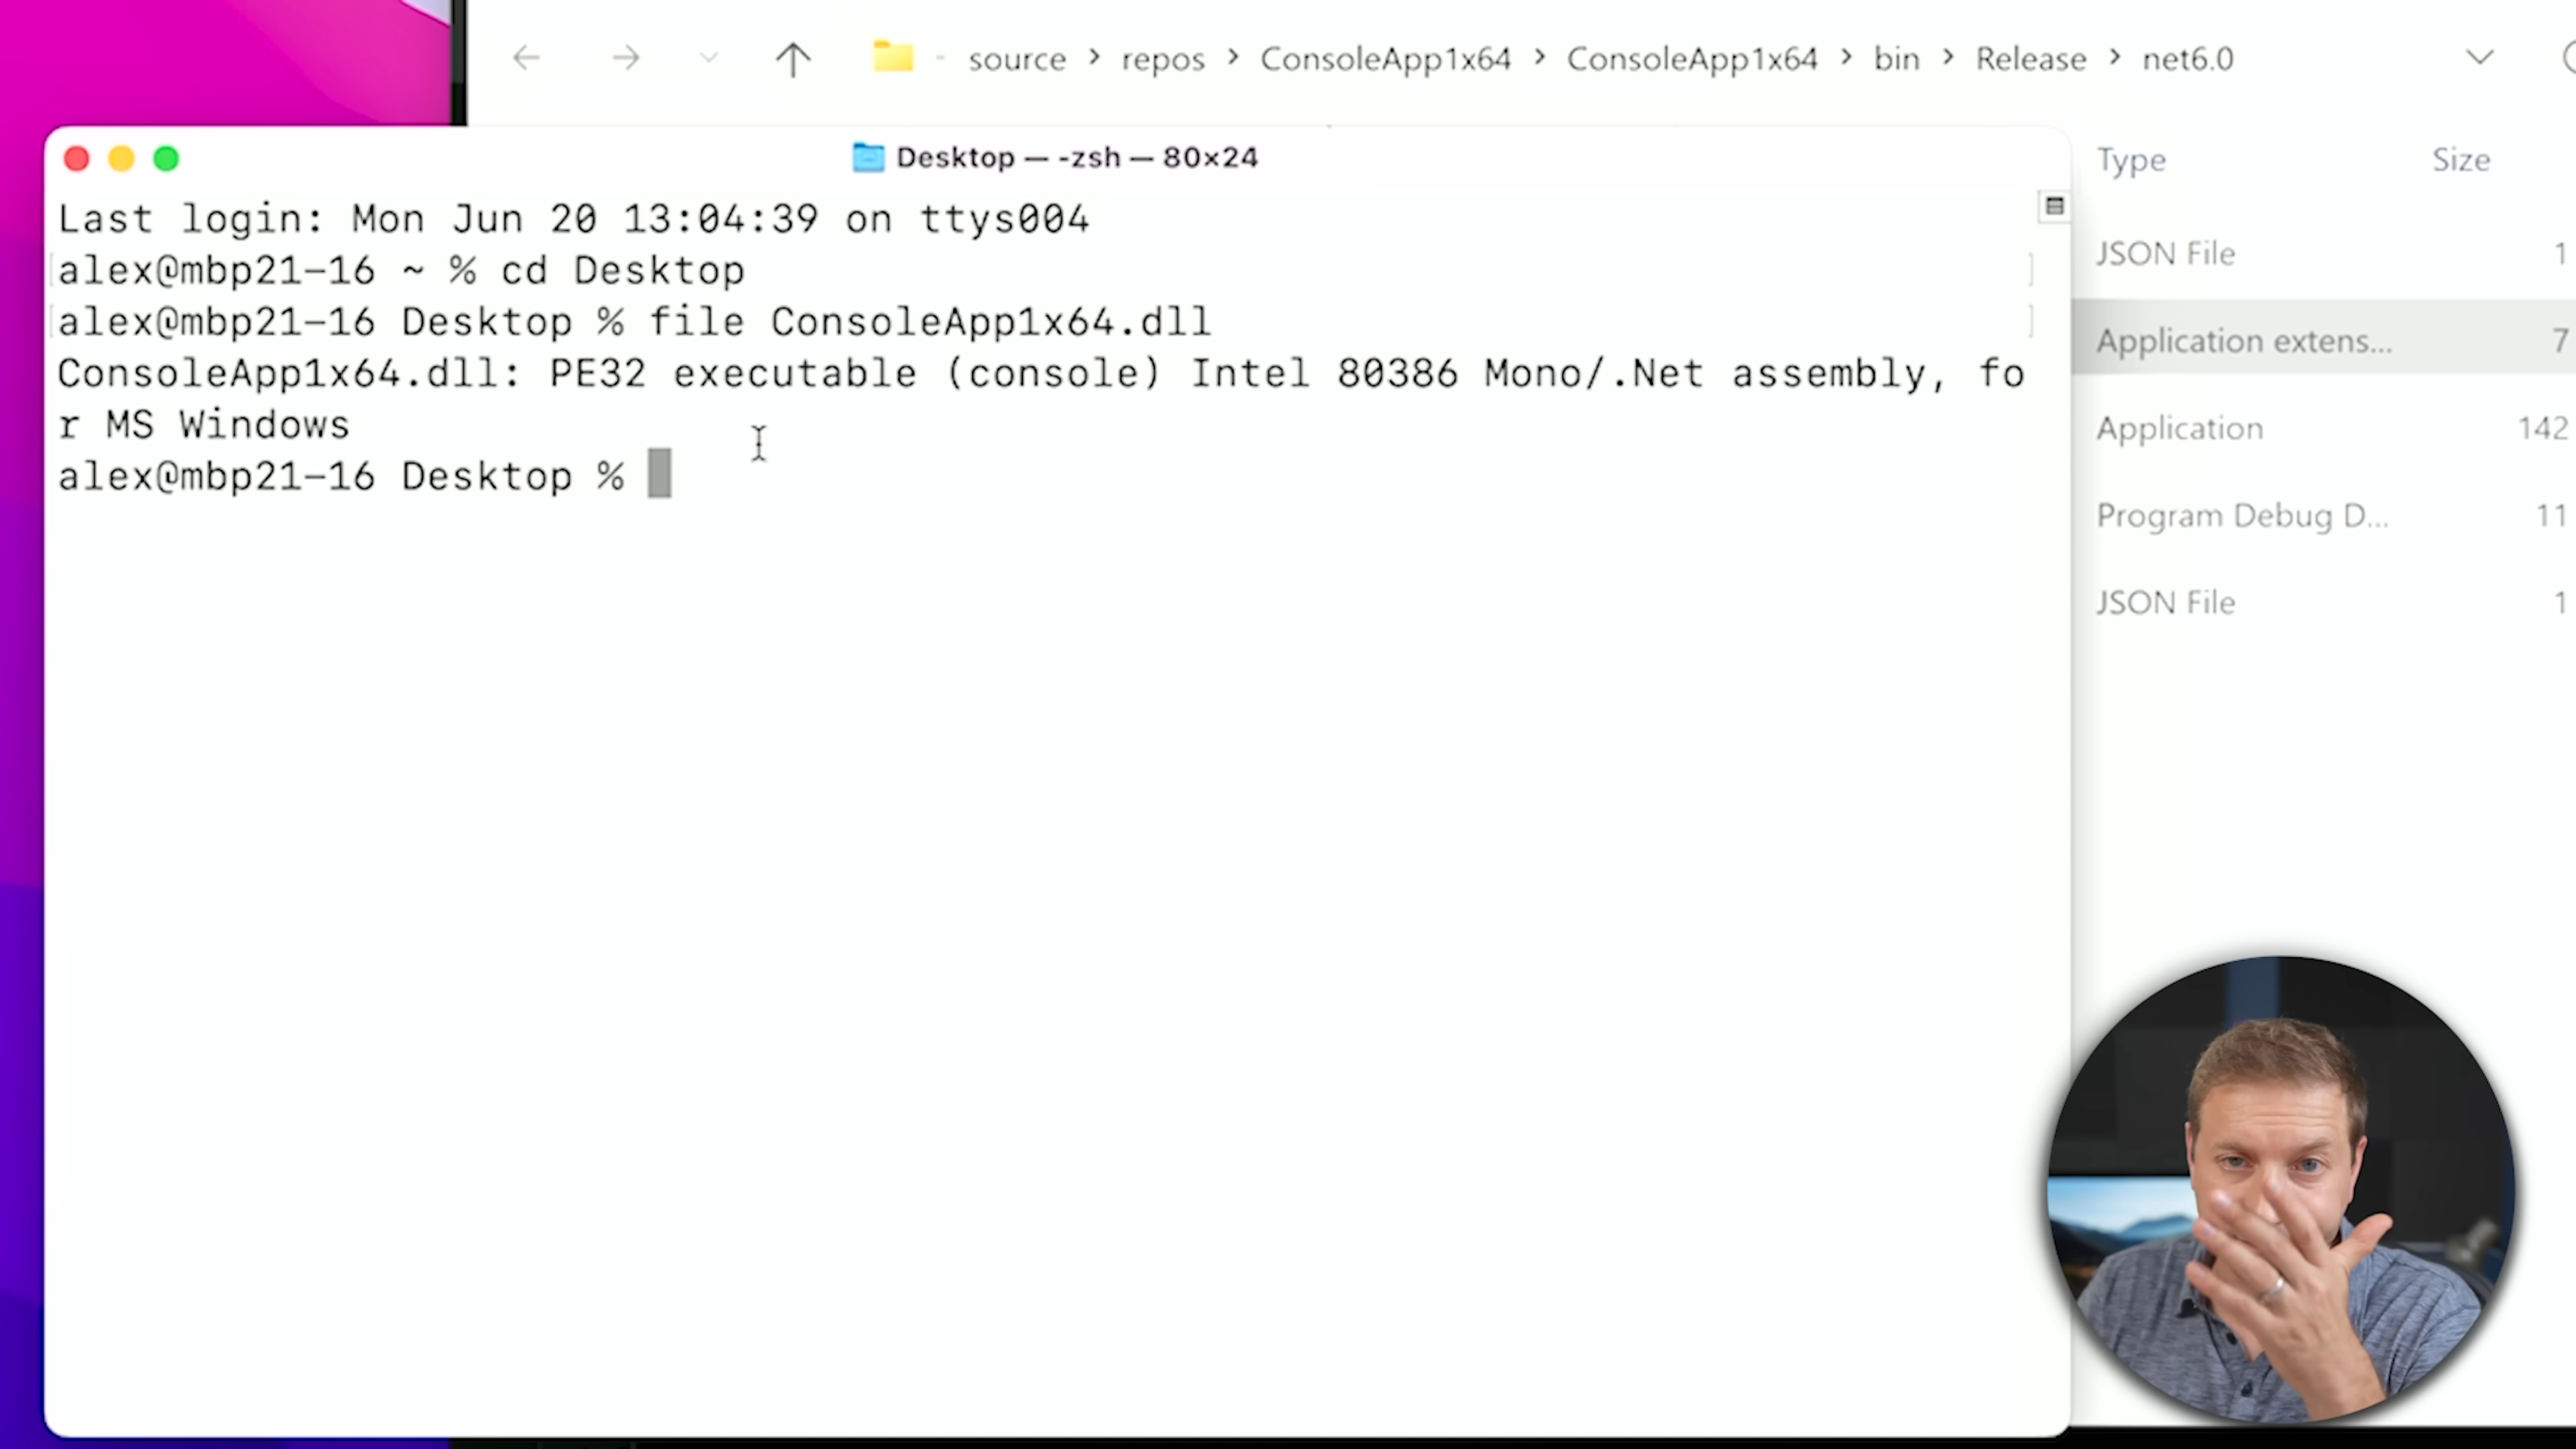 source > repos > ConsoleApp1x64 > ConsoleApp1x64 > bin > Release > net6.0
Desktop — -zsh — 80×24
Last login: Mon Jun 20 13:04:39 on ttys004
alex@mbp21-16 ~ % cd Desktop
alex@mbp21-16 Desktop % file ConsoleApp1x64.dll
ConsoleApp1x64.dll: PE32 executable (console) Intel 80386 Mono/.Net assembly, fo
r MS Windows
alex@mbp21-16 Desktop %
Type Size
JSON File 1
Application extens... 7
Application 142
Program Debug D... 11
JSON File 1